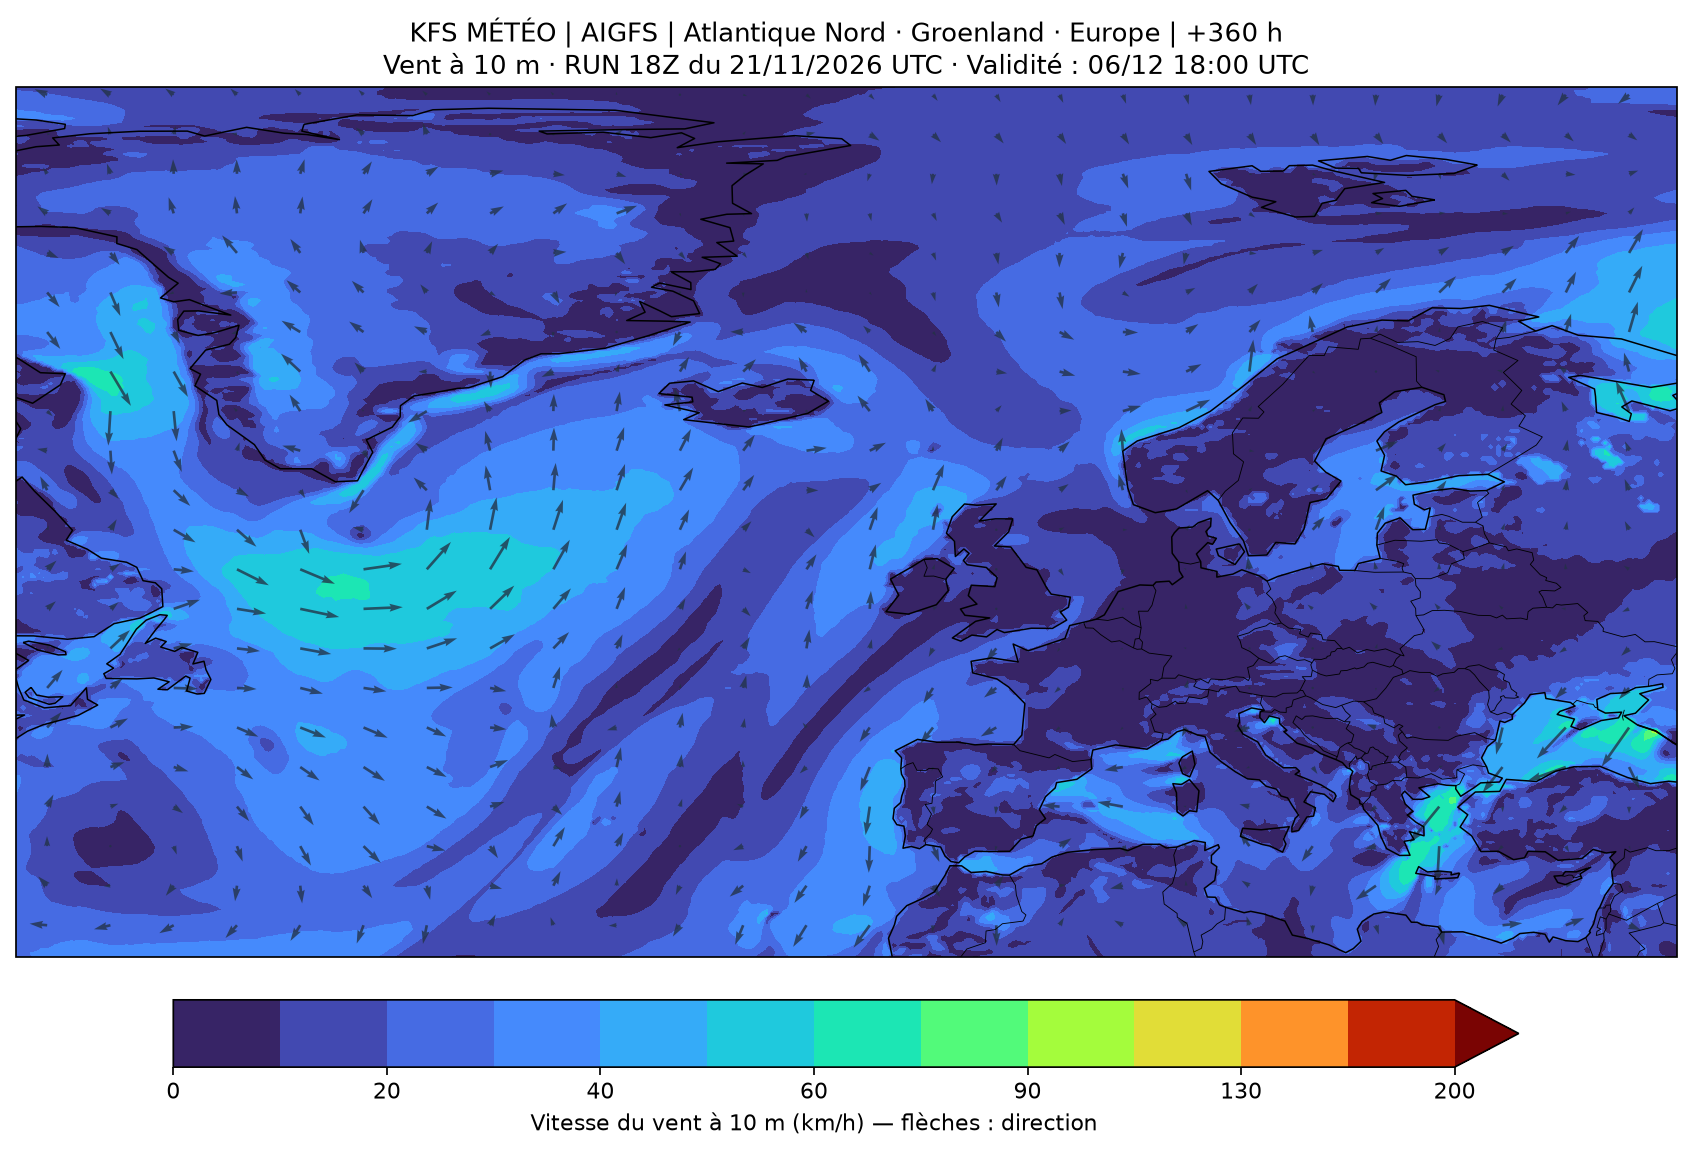 KFS MÉTÉO | AIGFS | Atlantique Nord · Groenland · Europe | +360 h
Vent à 10 m · RUN 18Z du 21/11/2026 UTC · Validité : 06/12 18:00 UTC
0 20 40 60 90 130 200
Vitesse du vent à 10 m (km/h) — flèches : direction